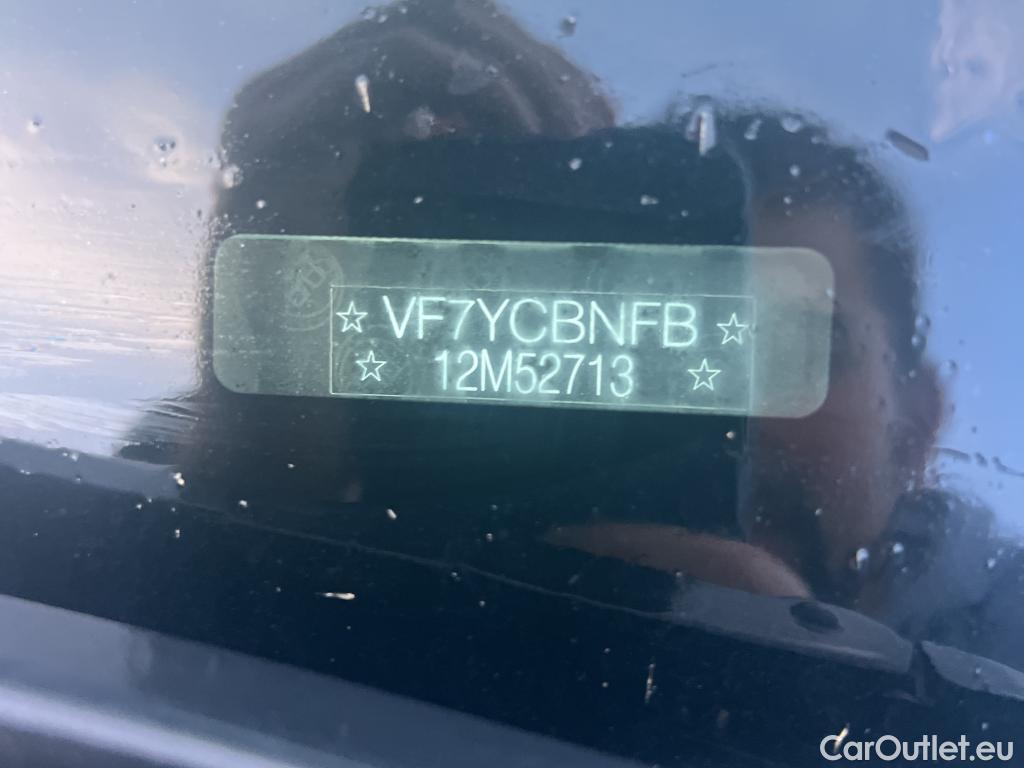 ☆ VF7YCBNFB ☆
☆ 12M52713 ☆
CarOutlet.eu